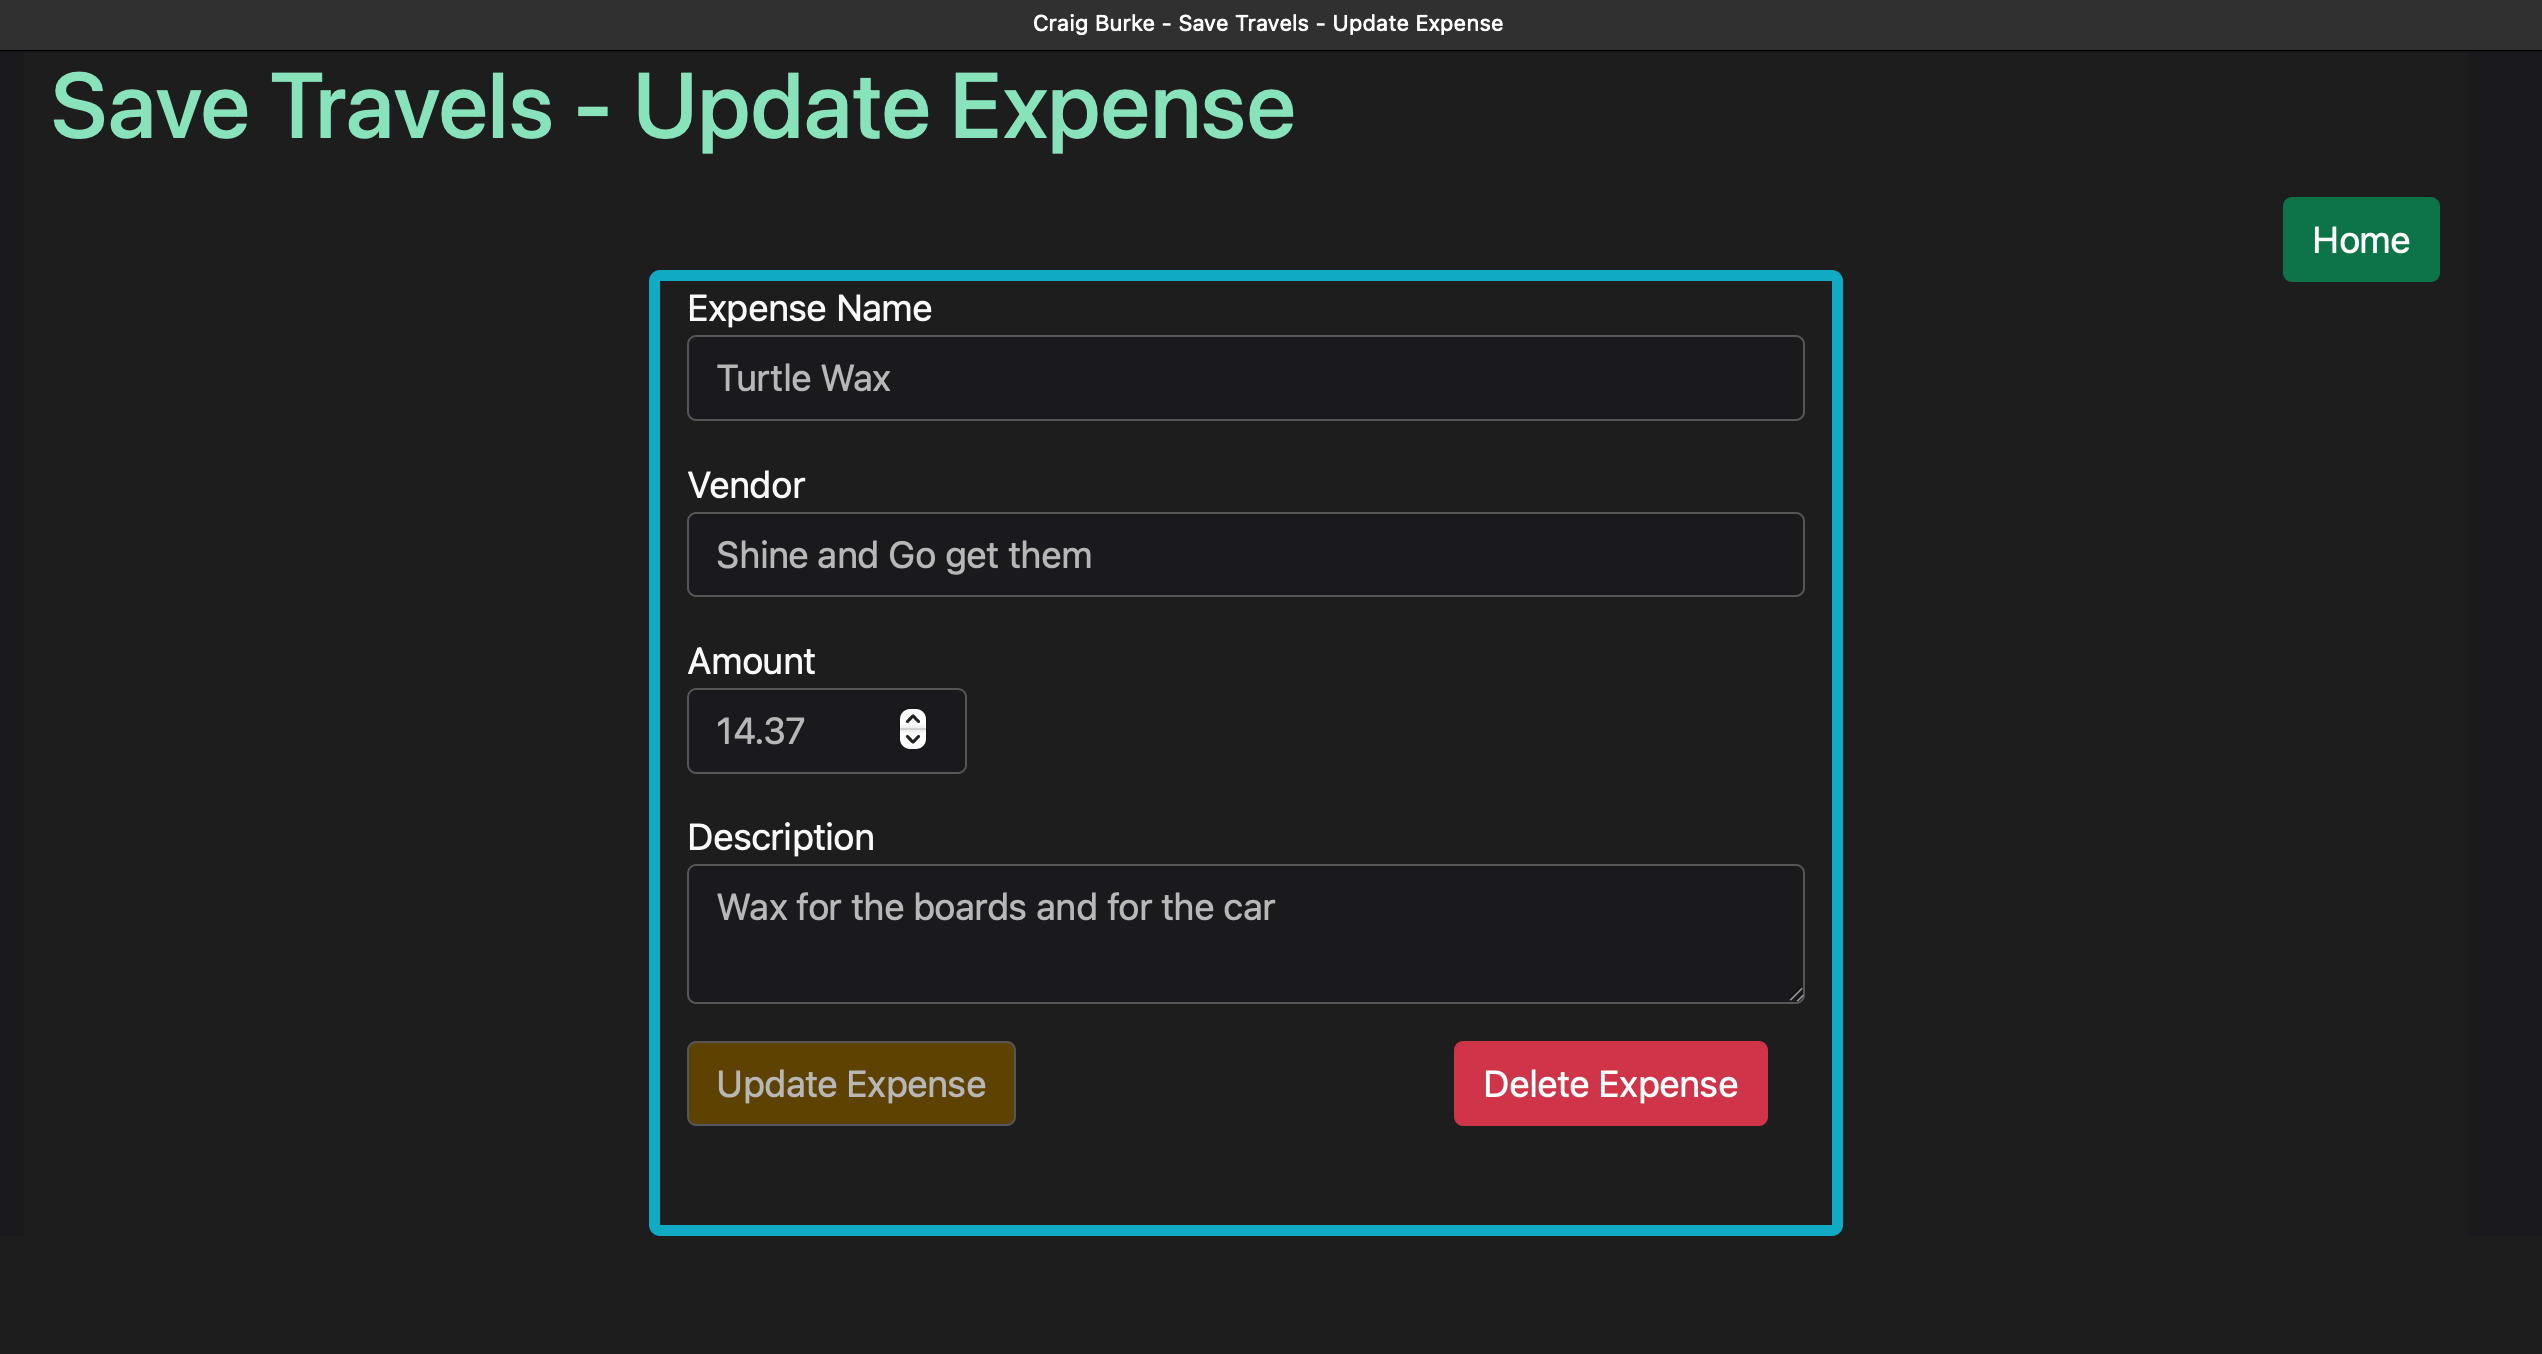 Craig Burke - Save Travels - Update Expense
Save Travels - Update Expense
Home
Expense Name
Turtle Wax
Vendor
Shine and Go get them
Amount
14.37
Description
Wax for the boards and for the car
Update Expense
Delete Expense